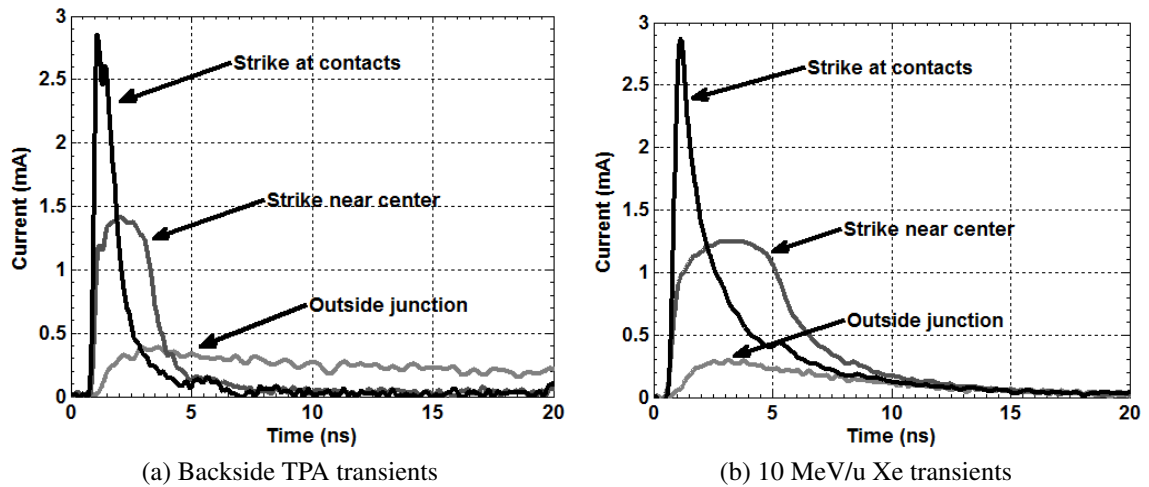 3
2.5
2
1.5
1
0.5
0
Current (mA)
Strike at contacts
Strike near center
Outside junction
0 5 10 15 20
Time (ns)
(a) Backside TPA transients
3
2.5
2
1.5
1
0.5
0
Current (mA)
Strike at contacts
Strike near center
Outside junction
0 5 10 15 20
Time (ns)
(b) 10 MeV/u Xe transients